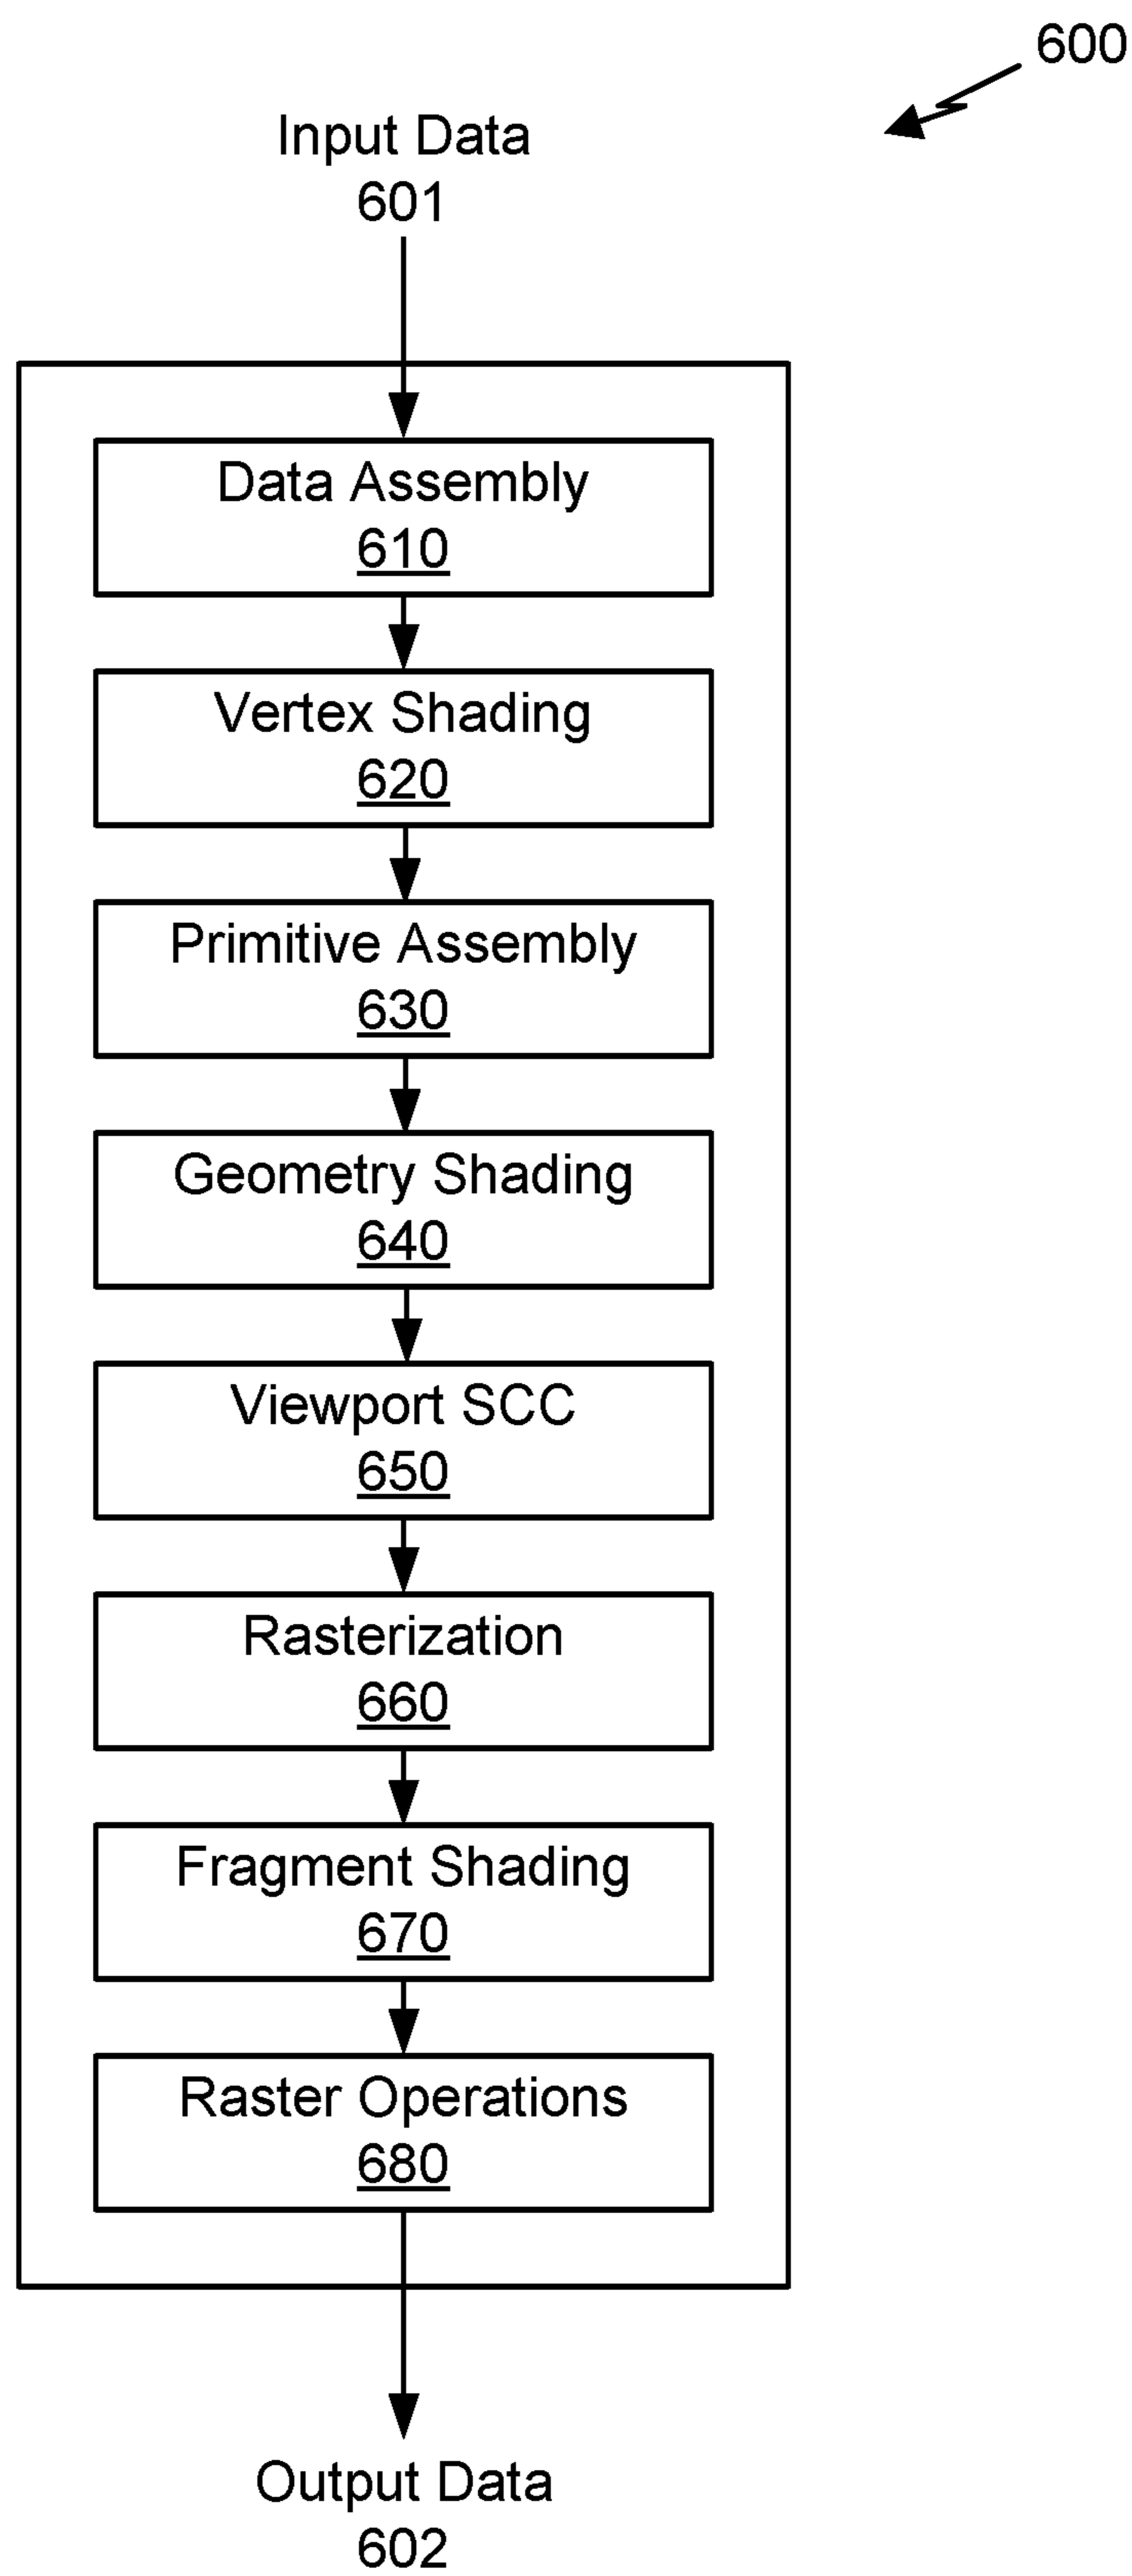 600
Input Data
601
Data Assembly
610
Vertex Shading
620
Primitive Assembly
630
Geometry Shading
640
Viewport SCC
650
Rasterization
660
Fragment Shading
670
Raster Operations
680
Output Data
602